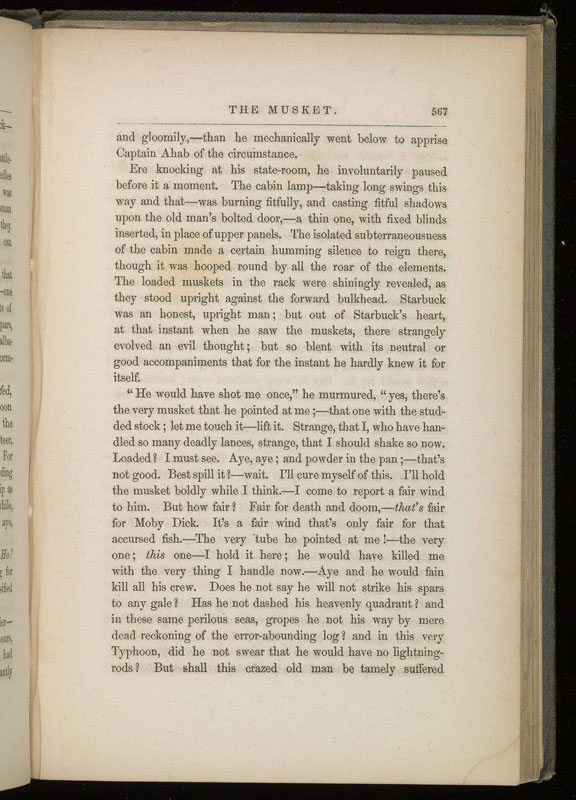 THE MUSKET. 567
and gloomily,—than he mechanically went below to apprise
Captain Ahab of the circumstance.
Ere knocking at his state-room, he involuntarily paused
before it a moment. The cabin lamp—taking long swings this
way and that—was burning fitfully, and casting fitful shadows
upon the old man's bolted door,—a thin one, with fixed blinds
inserted, in place of upper panels. The isolated subterraneousness
of the cabin made a certain humming silence to reign there,
though it was hooped round by all the roar of the elements.
The loaded muskets in the rack were shiningly revealed, as
they stood upright against the forward bulkhead. Starbuck
was an honest, upright man; but out of Starbuck's heart,
at that instant when he saw the muskets, there strangely
evolved an evil thought; but so blent with its neutral or
good accompaniments that for the instant he hardly knew it for
itself.
"He would have shot me once," he murmured, "yes, there's
the very musket that he pointed at me;—that one with the stud-
ded stock; let me touch it—lift it. Strange, that I, who have han-
dled so many deadly lances, strange, that I should shake so now.
Loaded? I must see. Aye, aye; and powder in the pan;—that's
not good. Best spill it?—wait. I'll cure myself of this. I'll hold
the musket boldly while I think.—I come to report a fair wind
to him. But how fair? Fair for death and doom,—that's fair
for Moby Dick. It's a fair wind that's only fair for that
accursed fish.—The very tube he pointed at me!—the very
one; this one—I hold it here; he would have killed me
with the very thing I handle now.—Aye and he would fain
kill all his crew. Does he not say he will not strike his spars
to any gale? Has he not dashed his heavenly quadrant? and
in these same perilous seas, gropes he not his way by mere
dead reckoning of the error-abounding log? and in this very
Typhoon, did he not swear that he would have no lightning-
rods? But shall this crazed old man be tamely suffered